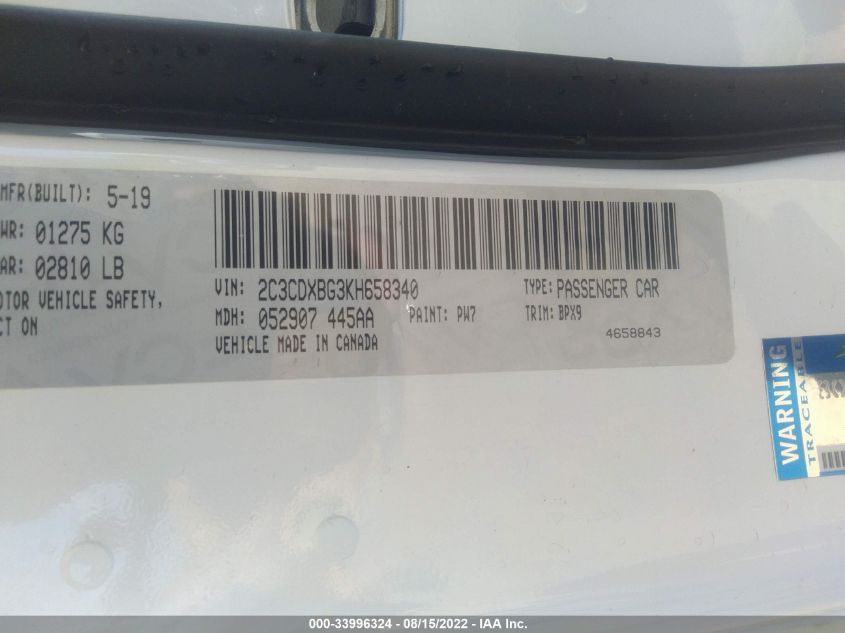 MFR(BUILT): 5-19
WR: 01275 KG
AR: 02810 LB
OTOR VEHICLE SAFETY,
CT ON
VIN: 2C3CDXBG3KH658340 TYPE: PASSENGER CAR
MDH: 052907 445AA PAINT: PW7 TRIM: BPX9
VEHICLE MADE IN CANADA 4658843
WARNING
TRACEABLE
000-33996324 - 08/15/2022 - IAA Inc.